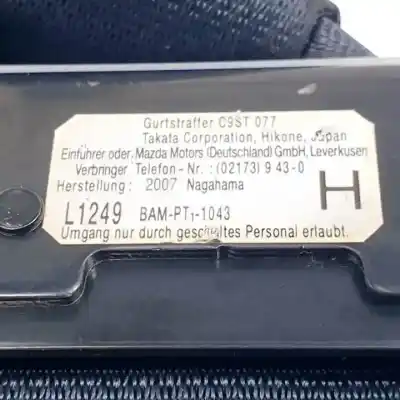 Gurtstraffer C9ST 077
Takata Corporation, Hikone, Japan
Einführer oder Mazda Motors (Deutschland) GmbH, Leverkusen
Verbringer Telefon - Nr. : (02173) 9 43-0
Herstellung : 2007 Nagahama
H
L1249 BAM-PT1-1043
Umgang nur durch geschultes Personal erlaubt.